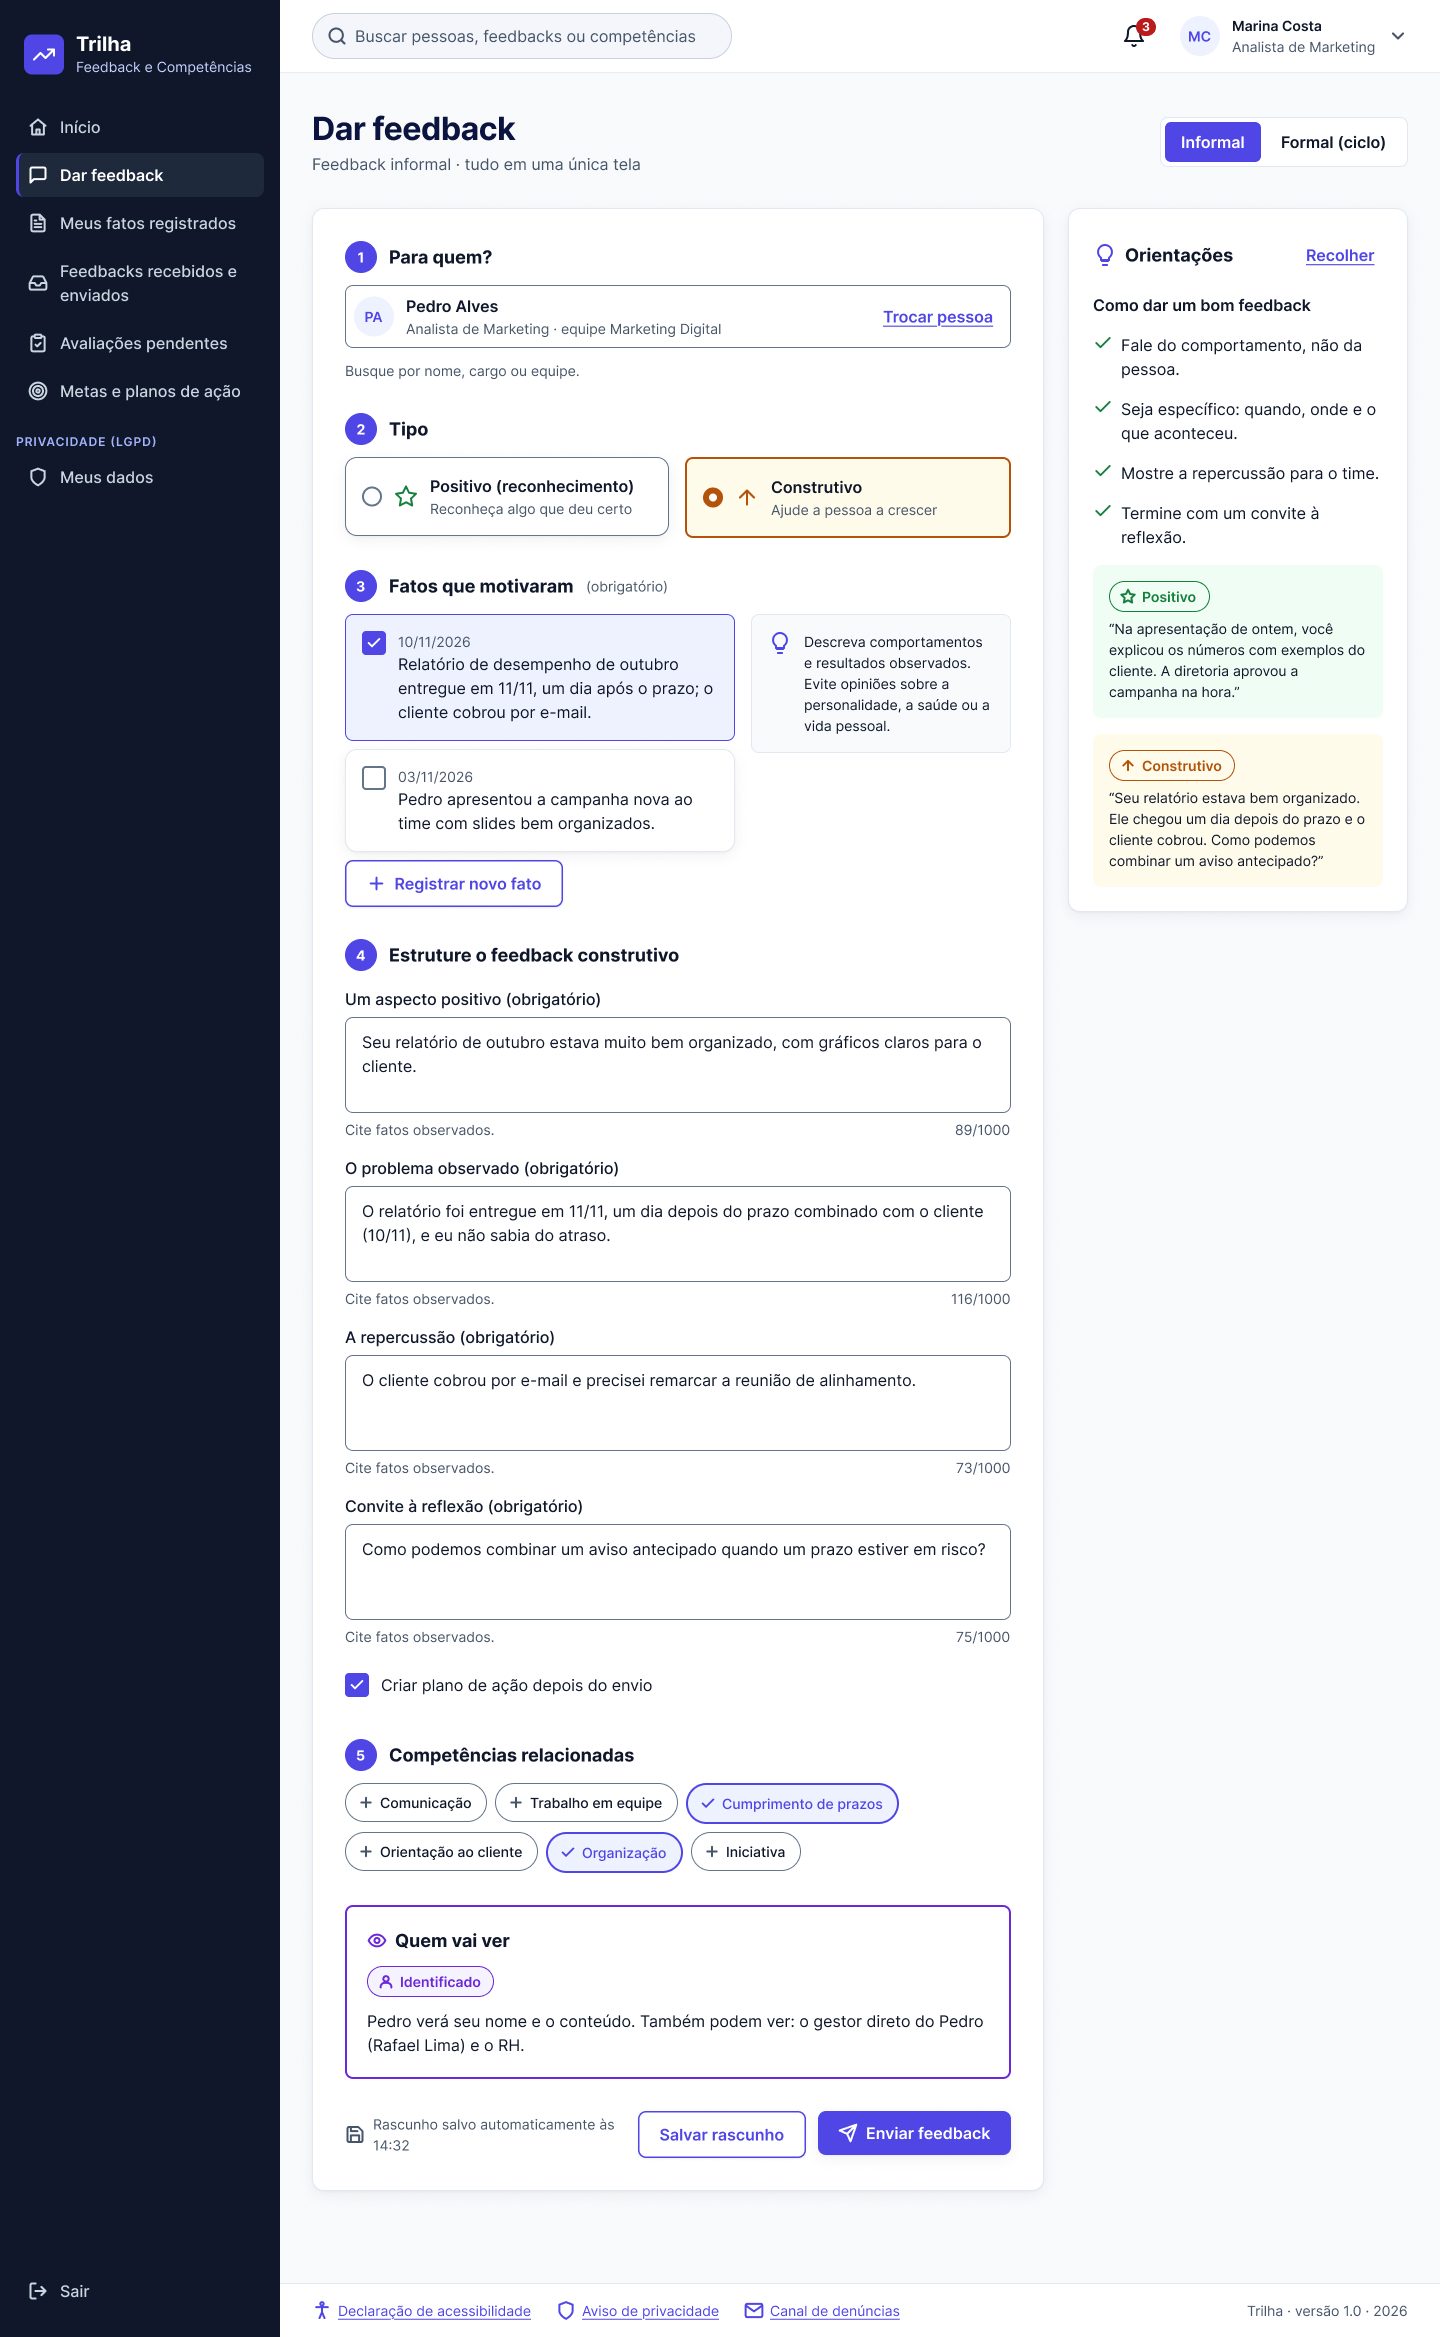 Trilha
Feedback e Competências
Início
Dar feedback
Meus fatos registrados
Feedbacks recebidos e
enviados
Avaliações pendentes
Metas e planos de ação
PRIVACIDADE (LGPD)
Meus dados
Sair
Buscar pessoas, feedbacks ou competências
3
MC
Marina Costa
Analista de Marketing
Dar feedback
Feedback informal · tudo em uma única tela
Informal
Formal (ciclo)
1
Para quem?
PA
Pedro Alves
Analista de Marketing · equipe Marketing Digital
Trocar pessoa
Busque por nome, cargo ou equipe.
2
Tipo
Positivo (reconhecimento)
Reconheça algo que deu certo
Construtivo
Ajude a pessoa a crescer
3
Fatos que motivaram (obrigatório)
10/11/2026
Relatório de desempenho de outubro
entregue em 11/11, um dia após o prazo; o
cliente cobrou por e-mail.
03/11/2026
Pedro apresentou a campanha nova ao
time com slides bem organizados.
Descreva comportamentos
e resultados observados.
Evite opiniões sobre a
personalidade, a saúde ou a
vida pessoal.
Registrar novo fato
4
Estruture o feedback construtivo
Um aspecto positivo (obrigatório)
Seu relatório de outubro estava muito bem organizado, com gráficos claros para o
cliente.
Cite fatos observados.
89/1000
O problema observado (obrigatório)
O relatório foi entregue em 11/11, um dia depois do prazo combinado com o cliente
(10/11), e eu não sabia do atraso.
Cite fatos observados.
116/1000
A repercussão (obrigatório)
O cliente cobrou por e-mail e precisei remarcar a reunião de alinhamento.
Cite fatos observados.
73/1000
Convite à reflexão (obrigatório)
Como podemos combinar um aviso antecipado quando um prazo estiver em risco?
Cite fatos observados.
75/1000
Criar plano de ação depois do envio
5
Competências relacionadas
Comunicação
Trabalho em equipe
Cumprimento de prazos
Orientação ao cliente
Organização
Iniciativa
Quem vai ver
Identificado
Pedro verá seu nome e o conteúdo. Também podem ver: o gestor direto do Pedro
(Rafael Lima) e o RH.
Rascunho salvo automaticamente às
14:32
Salvar rascunho
Enviar feedback
Orientações
Recolher
Como dar um bom feedback
Fale do comportamento, não da
pessoa.
Seja específico: quando, onde e o
que aconteceu.
Mostre a repercussão para o time.
Termine com um convite à
reflexão.
Positivo
“Na apresentação de ontem, você
explicou os números com exemplos do
cliente. A diretoria aprovou a
campanha na hora.”
Construtivo
“Seu relatório estava bem organizado.
Ele chegou um dia depois do prazo e o
cliente cobrou. Como podemos
combinar um aviso antecipado?”
Declaração de acessibilidade
Aviso de privacidade
Canal de denúncias
Trilha · versão 1.0 · 2026